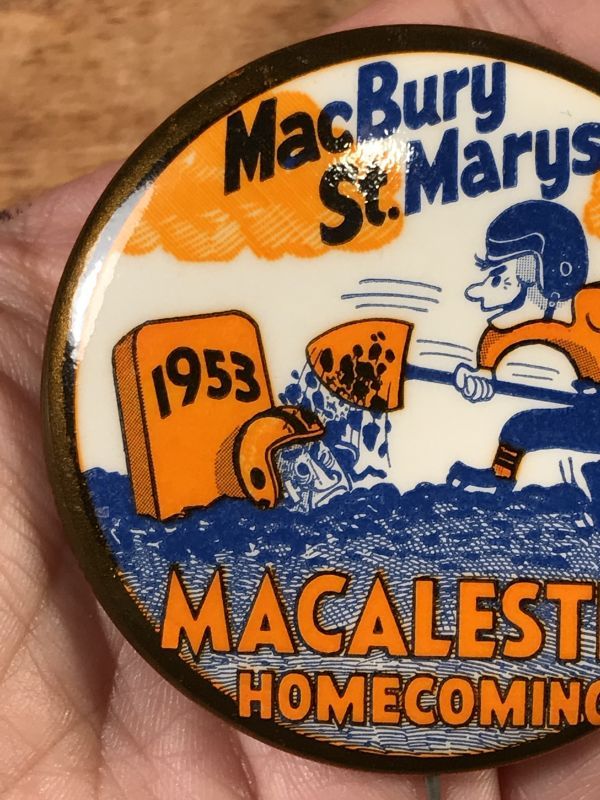 MacBury
St. Marys
1953
MACALEST
HOMECOMING